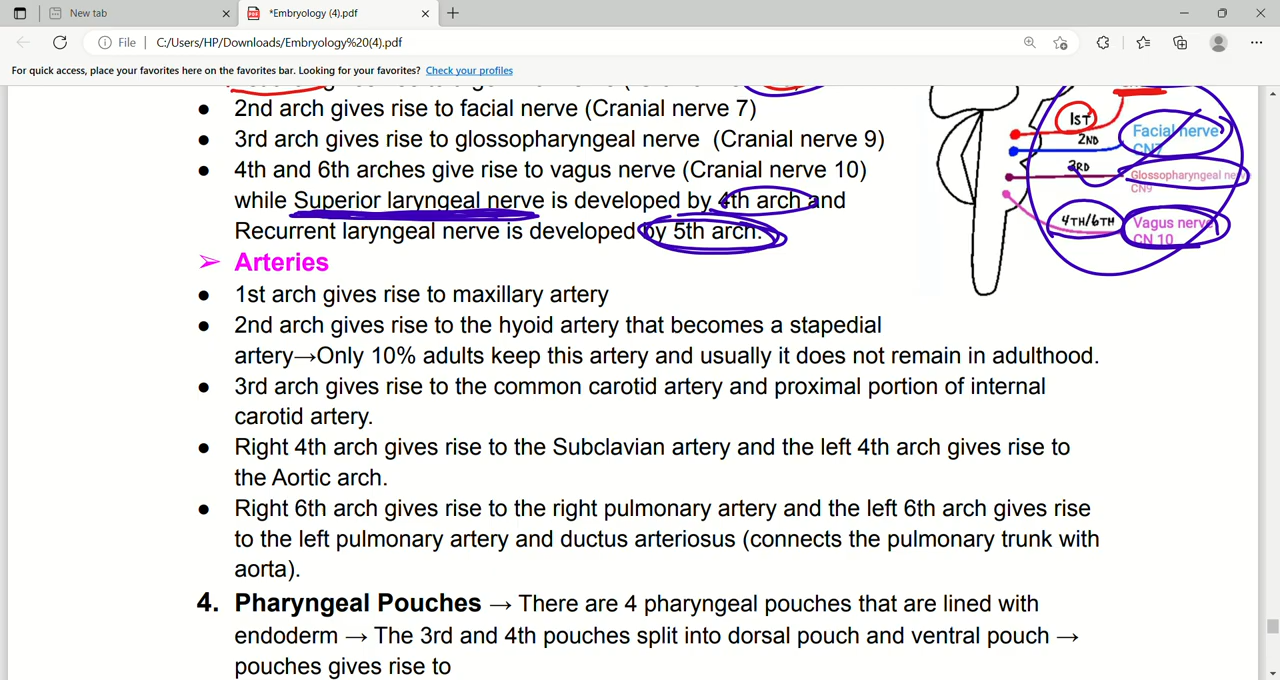 New tab
*Embryology (4).pdf
File
C:/Users/HP/Downloads/Embryology%20(4).pdf
For quick access, place your favorites here on the favorites bar. Looking for your favorites? Check your profiles
● 2nd arch gives rise to facial nerve (Cranial nerve 7)
● 3rd arch gives rise to glossopharyngeal nerve (Cranial nerve 9)
● 4th and 6th arches give rise to vagus nerve (Cranial nerve 10)
while Superior laryngeal nerve is developed by 4th arch and
Recurrent laryngeal nerve is developed by 5th arch.
➢ Arteries
● 1st arch gives rise to maxillary artery
● 2nd arch gives rise to the hyoid artery that becomes a stapedial
artery→Only 10% adults keep this artery and usually it does not remain in adulthood.
● 3rd arch gives rise to the common carotid artery and proximal portion of internal
carotid artery.
● Right 4th arch gives rise to the Subclavian artery and the left 4th arch gives rise to
the Aortic arch.
● Right 6th arch gives rise to the right pulmonary artery and the left 6th arch gives rise
to the left pulmonary artery and ductus arteriosus (connects the pulmonary trunk with
aorta).
4. Pharyngeal Pouches → There are 4 pharyngeal pouches that are lined with
endoderm → The 3rd and 4th pouches split into dorsal pouch and ventral pouch →
pouches gives rise to
1ST
2ND
Facial nerve
CN7
3RD
Glossopharyngeal nerv
CN9
4TH/6TH
Vagus nerve
CN 10